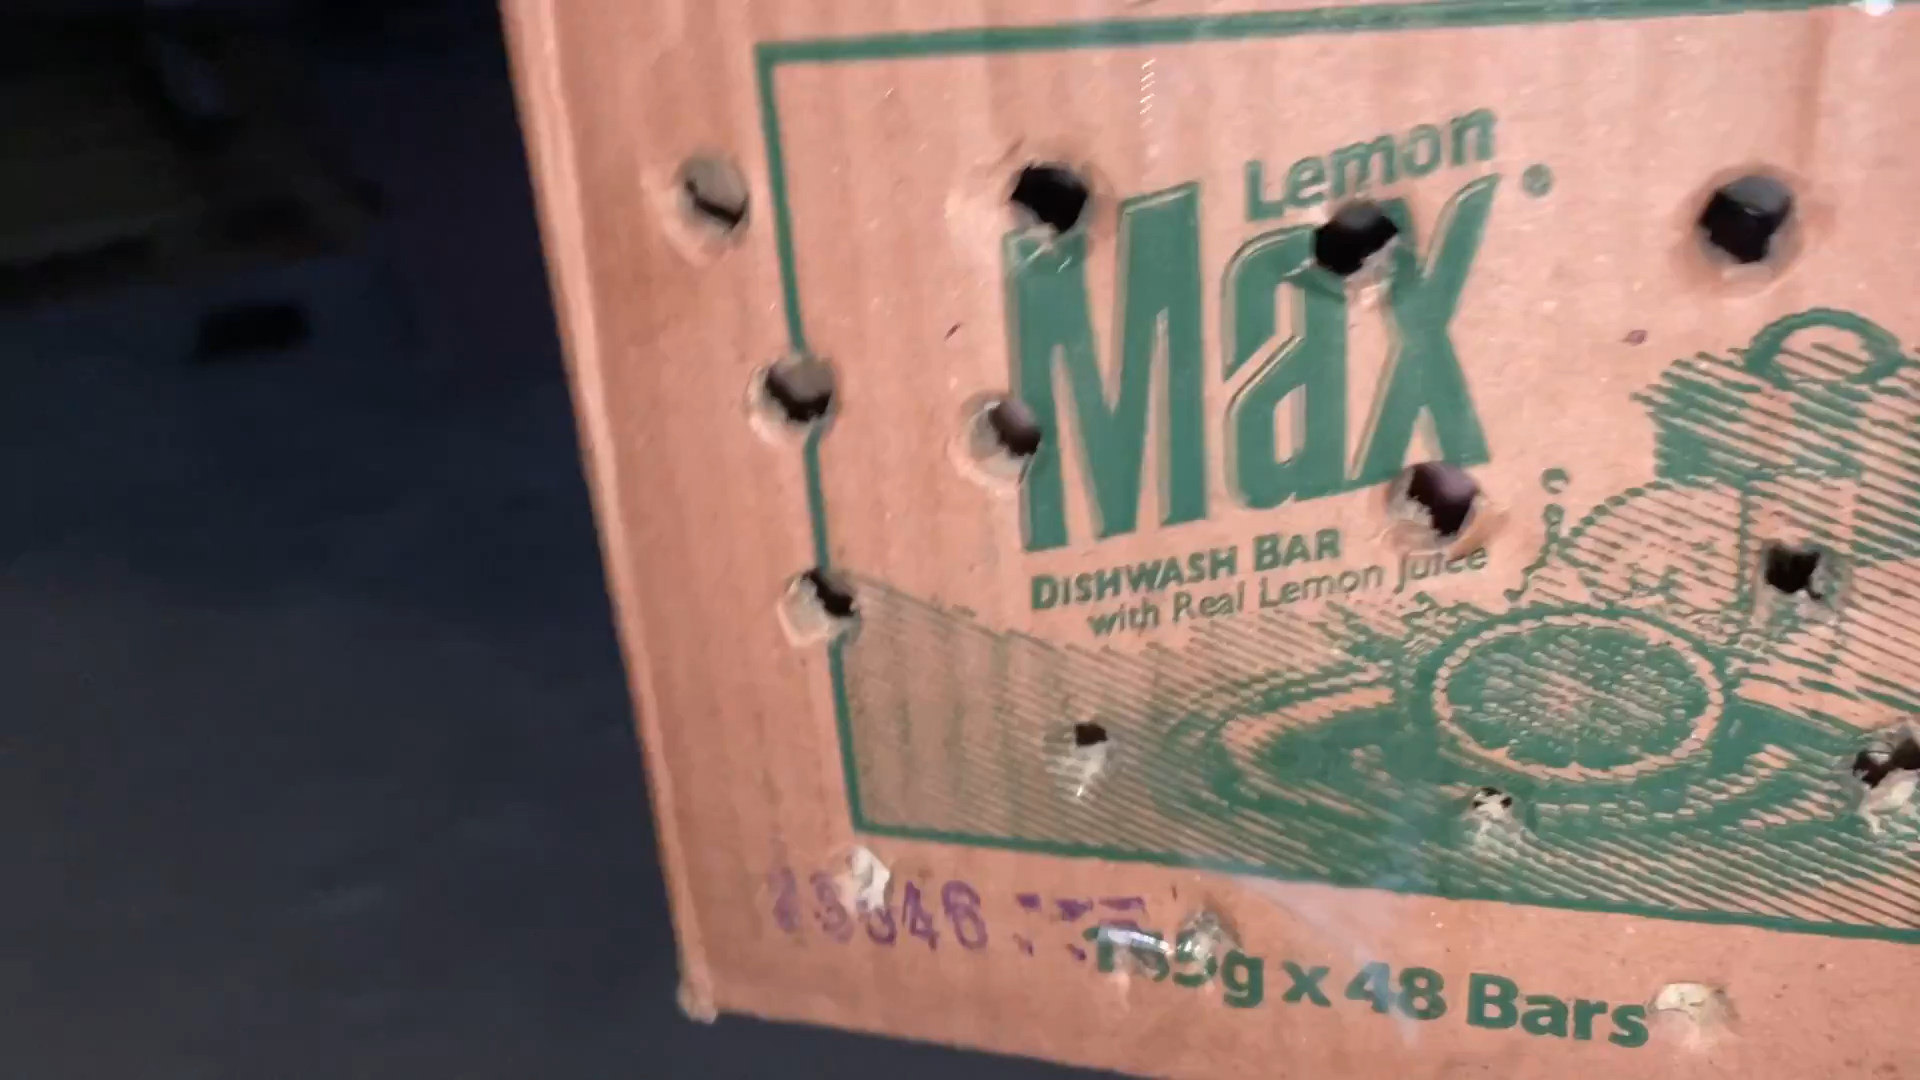 Lemon
Max®
DISHWASH BAR
with Real Lemon Juice
g x 48 Bars